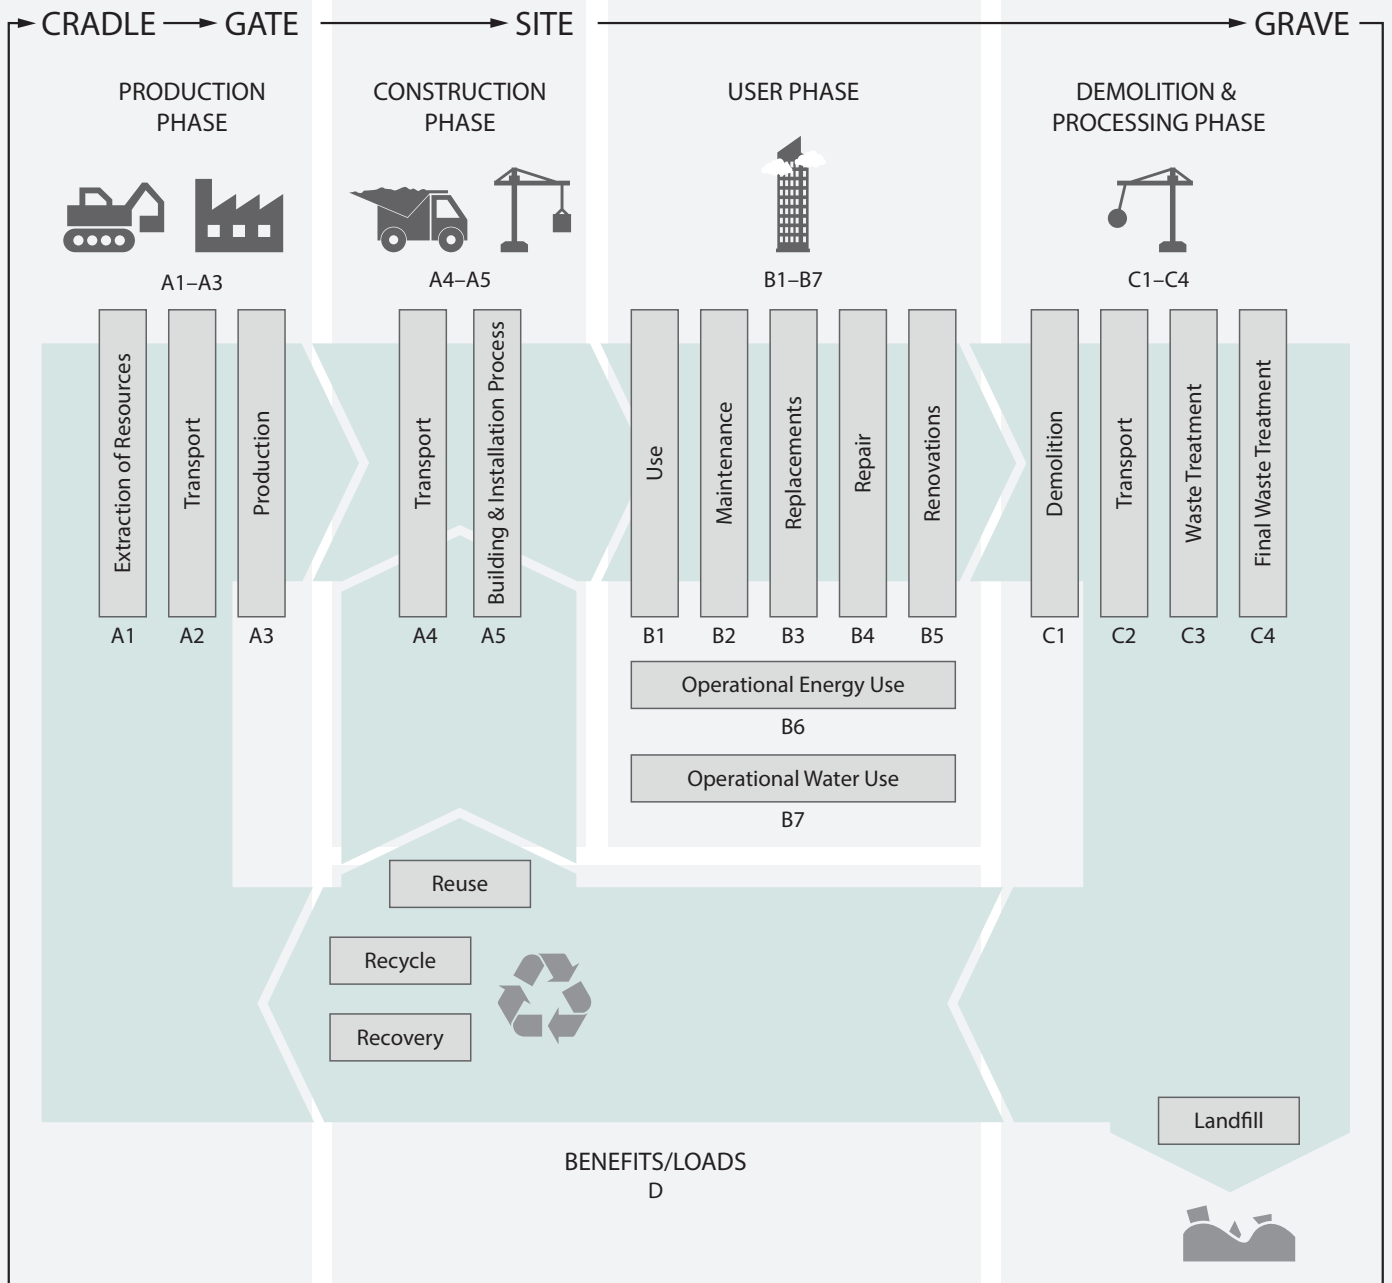 CRADLE
GATE
SITE
GRAVE
PRODUCTION
PHASE
CONSTRUCTION
PHASE
USER PHASE
DEMOLITION &
PROCESSING PHASE
A1–A3
A4–A5
B1–B7
C1–C4
Extraction of Resources
Transport
Production
Transport
Building & Installation Process
Use
Maintenance
Replacements
Repair
Renovations
Demolition
Transport
Waste Treatment
Final Waste Treatment
A1
A2
A3
A4
A5
B1
B2
B3
B4
B5
C1
C2
C3
C4
Operational Energy Use
B6
Operational Water Use
B7
Reuse
Recycle
Recovery
Landfill
BENEFITS/LOADS
D